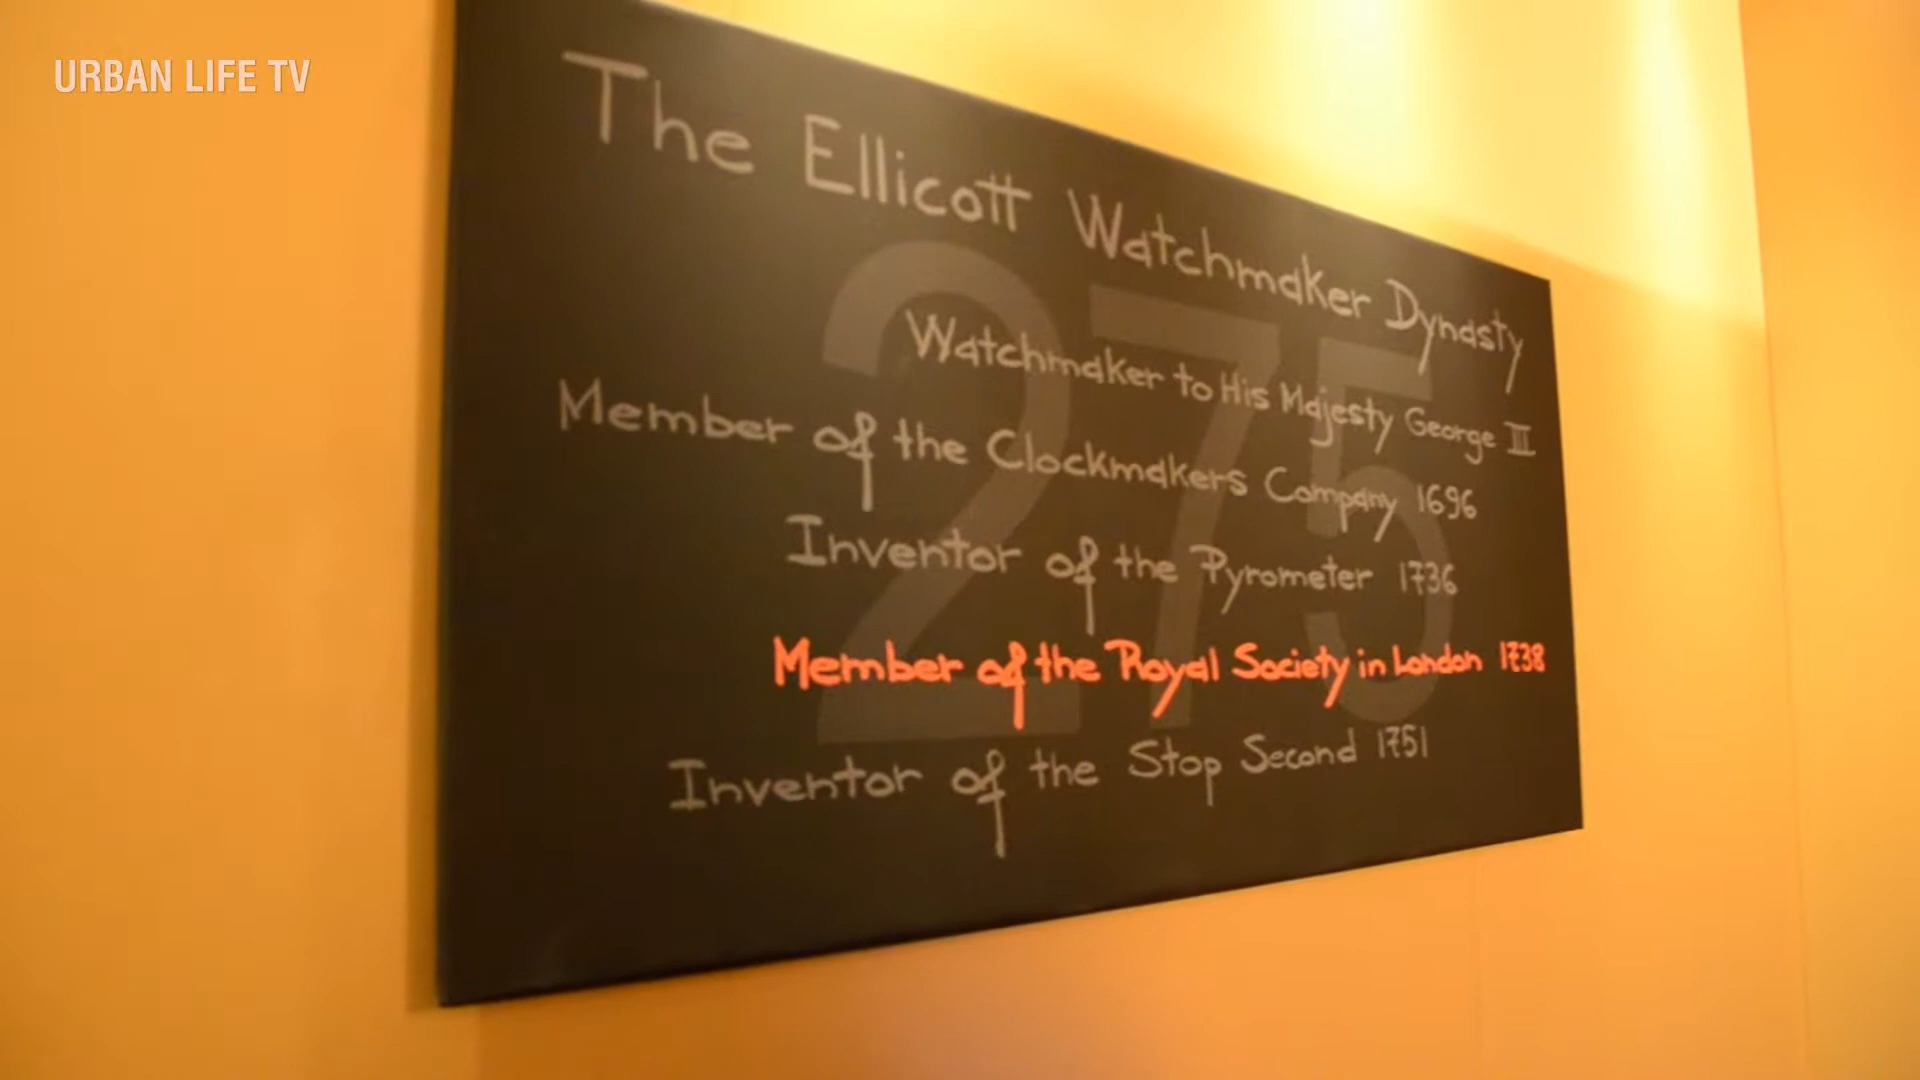 URBAN LIFE TV
The Ellicott Watchmaker Dynasty
275
Watchmaker to His Majesty George III
Member of the Clockmakers Company 1696
Inventor of the Pyrometer 1736
Member of the Royal Society in London 1738
Inventor of the Stop Second 1751